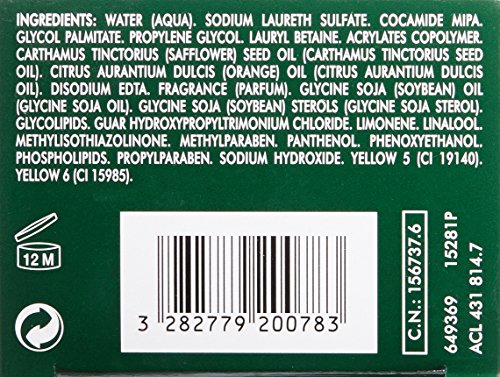 INGREDIENTS: WATER (AQUA). SODIUM LAURETH SULFATE. COCAMIDE MIPA.
GLYCOL PALMITATE. PROPYLENE GLYCOL. LAURYL BETAINE. ACRYLATES COPOLYMER.
CARTHAMUS TINCTORIUS (SAFFLOWER) SEED OIL (CARTHAMUS TINCTORIUS SEED
OIL). CITRUS AURANTIUM DULCIS (ORANGE) OIL (CITRUS AURANTIUM DULCIS
OIL). DISODIUM EDTA. FRAGRANCE (PARFUM). GLYCINE SOJA (SOYBEAN) OIL
(GLYCINE SOJA OIL). GLYCINE SOJA (SOYBEAN) STEROLS (GLYCINE SOJA STEROL).
GLYCOLIPIDS. GUAR HYDROXYPROPYLTRIMONIUM CHLORIDE. LIMONENE. LINALOOL.
METHYLISOTHIAZOLINONE. METHYLPARABEN. PANTHENOL. PHENOXYETHANOL.
PHOSPHOLIPIDS. PROPYLPARABEN. SODIUM HYDROXIDE. YELLOW 5 (CI 19140).
YELLOW 6 (CI 15985).
12 M
3 282779 200783
C.N.: 156737.6
649369 15281P
ACL 431 814.7